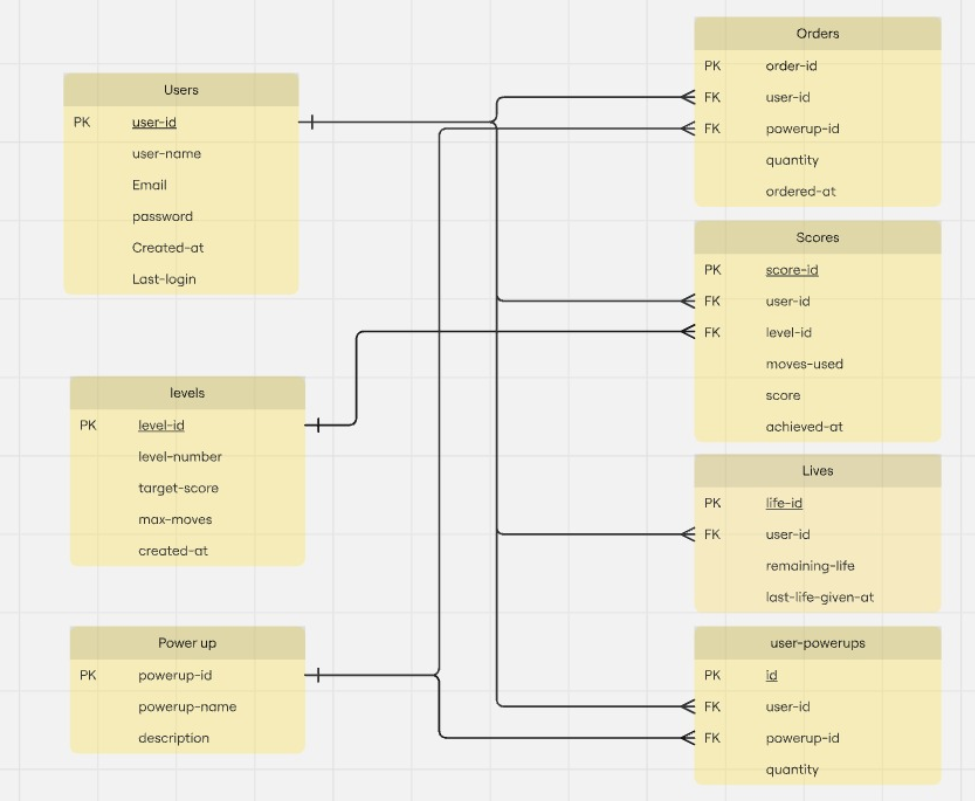 Users
PK user-id
user-name
Email
password
Created-at
Last-login
levels
PK level-id
level-number
target-score
max-moves
created-at
Power up
PK powerup-id
powerup-name
description
Orders
PK order-id
FK user-id
FK powerup-id
quantity
ordered-at
Scores
PK score-id
FK user-id
FK level-id
moves-used
score
achieved-at
Lives
PK life-id
FK user-id
remaining-life
last-life-given-at
user-powerups
PK id
FK user-id
FK powerup-id
quantity